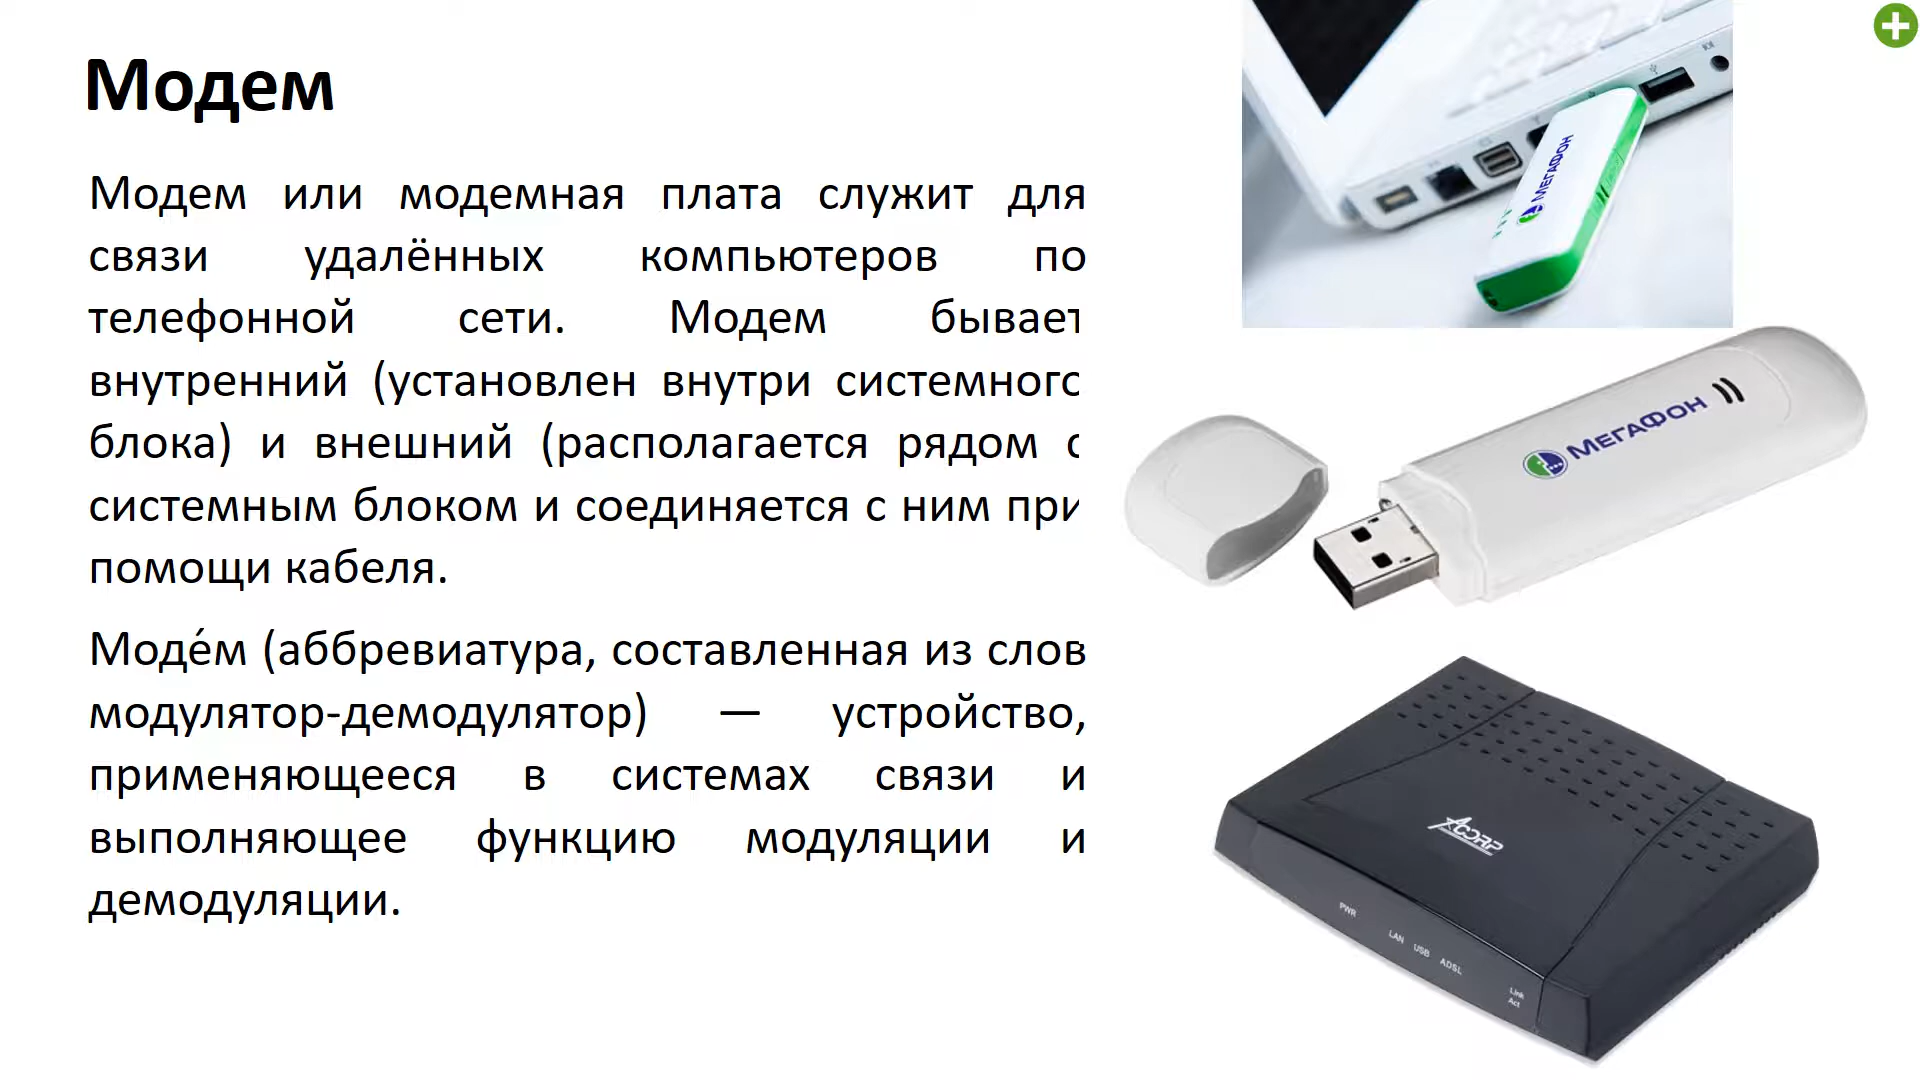 Модем
Модем или модемная плата служит для
связи удалённых компьютеров по
телефонной сети. Модем бывает
внутренний (установлен внутри системного
блока) и внешний (располагается рядом с
системным блоком и соединяется с ним при
помощи кабеля.
Моде́м (аббревиатура, составленная из слов
модулятор-демодулятор) — устройство,
применяющееся в системах связи и
выполняющее функцию модуляции и
демодуляции.
МЕГАФОН
МЕГАФОН
ACORP
PWR
LAN USB ADSL
Link
Act